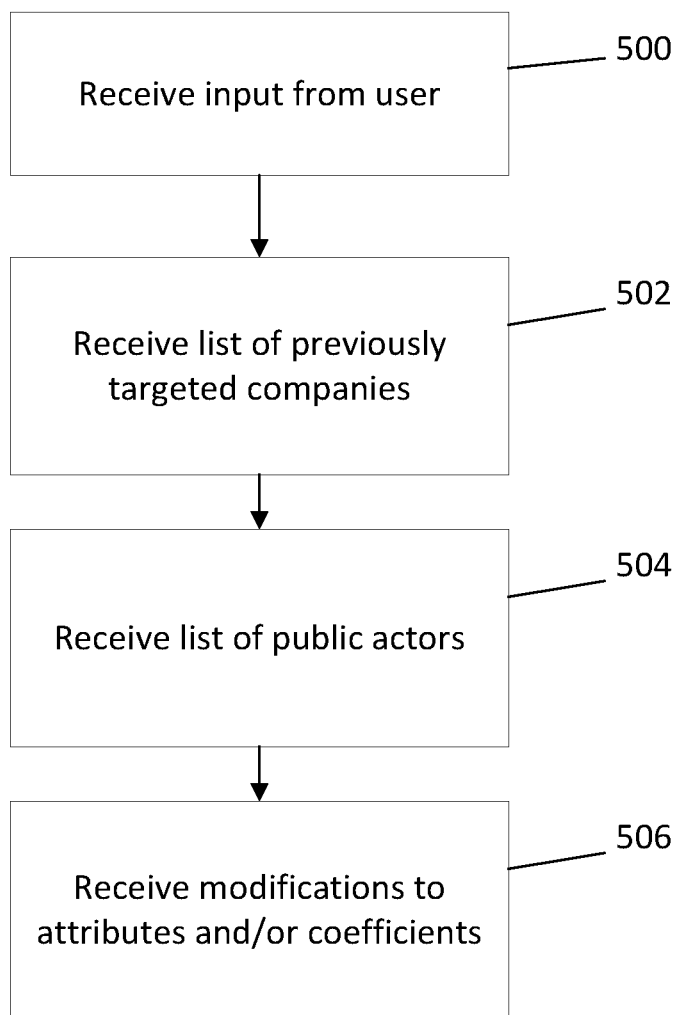 Receive input from user
500
Receive list of previously
targeted companies
502
Receive list of public actors
504
Receive modifications to
attributes and/or coefficients
506